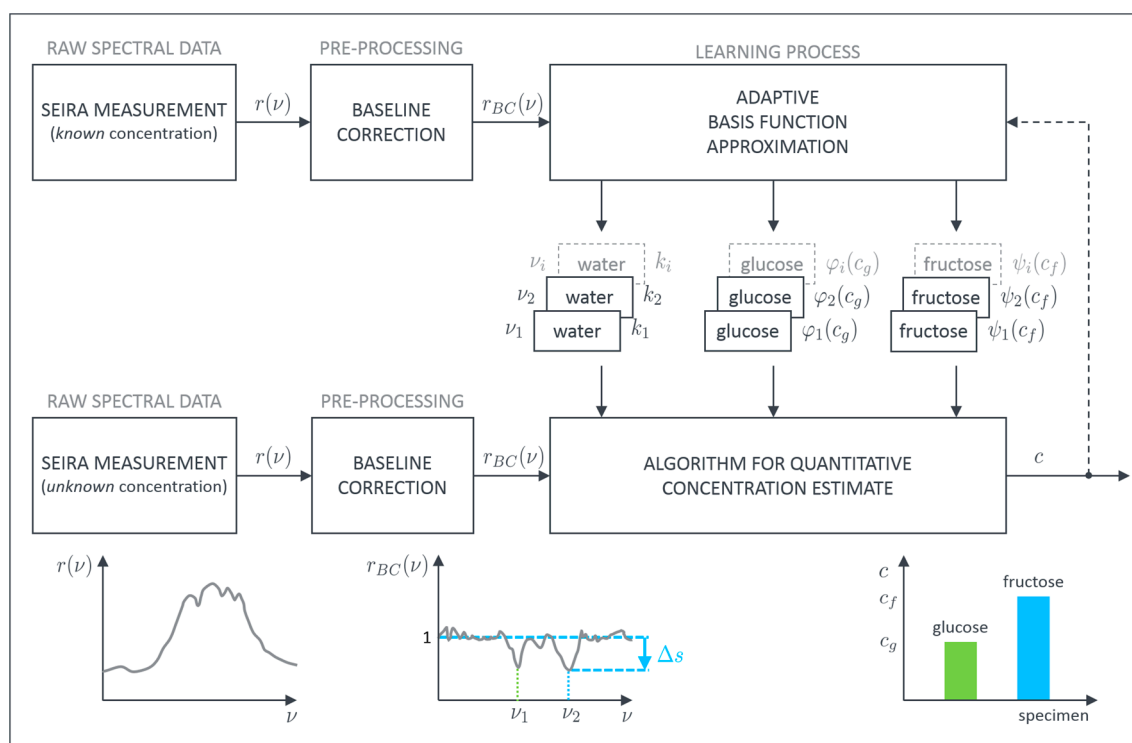 RAW SPECTRAL DATA
PRE-PROCESSING
LEARNING PROCESS
SEIRA MEASUREMENT
(known concentration)
r(ν)
BASELINE
CORRECTION
r_BC(ν)
ADAPTIVE
BASIS FUNCTION
APPROXIMATION
ν_i water k_i
glucose φ_i(c_g)
fructose ψ_i(c_f)
ν_2 water k_2
glucose φ_2(c_g)
fructose ψ_2(c_f)
ν_1 water k_1
glucose φ_1(c_g)
fructose ψ_1(c_f)
RAW SPECTRAL DATA
PRE-PROCESSING
SEIRA MEASUREMENT
(unknown concentration)
r(ν)
BASELINE
CORRECTION
r_BC(ν)
ALGORITHM FOR QUANTITATIVE
CONCENTRATION ESTIMATE
c
r(ν)
ν
r_BC(ν)
1
Δs
ν_1
ν_2
ν
c
fructose
c_f
glucose
c_g
specimen